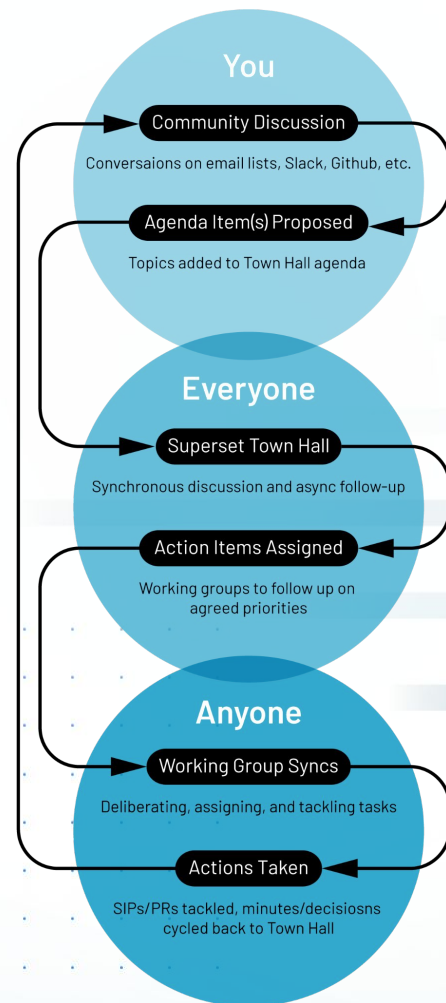 You
Community Discussion
Conversaions on email lists, Slack, Github, etc.
Agenda Item(s) Proposed
Topics added to Town Hall agenda
Everyone
Superset Town Hall
Synchronous discussion and async follow-up
Action Items Assigned
Working groups to follow up on
agreed priorities
Anyone
Working Group Syncs
Deliberating, assigning, and tackling tasks
Actions Taken
SIPs/PRs tackled, minutes/decisiosns
cycled back to Town Hall